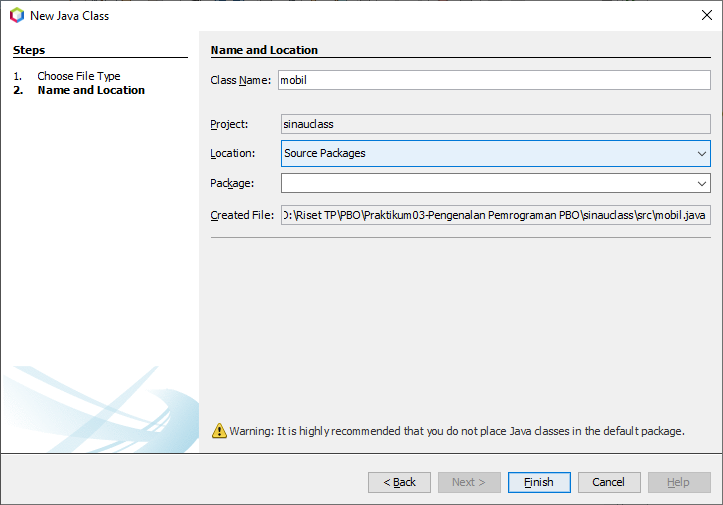 New Java Class
Steps
1. Choose File Type
2. Name and Location
Name and Location
Class Name: mobil
Project: sinauclass
Location: Source Packages
Package:
Created File: D:\Riset TP\PBO\Praktikum03-Pengenalan Pemrograman PBO\sinauclass\src\mobil.java
Warning: It is highly recommended that you do not place Java classes in the default package.
< Back Next > Finish Cancel Help